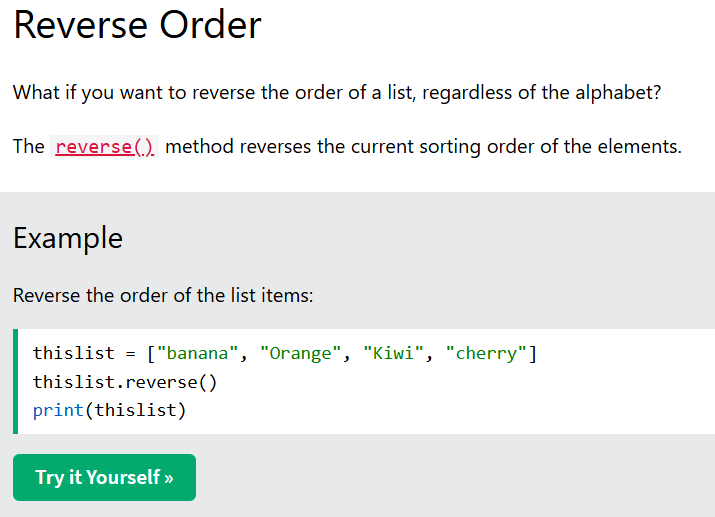 Reverse Order
What if you want to reverse the order of a list, regardless of the alphabet?
The reverse() method reverses the current sorting order of the elements.
Example
Reverse the order of the list items:
thislist = ["banana", "Orange", "Kiwi", "cherry"]
thislist.reverse()
print(thislist)
Try it Yourself »